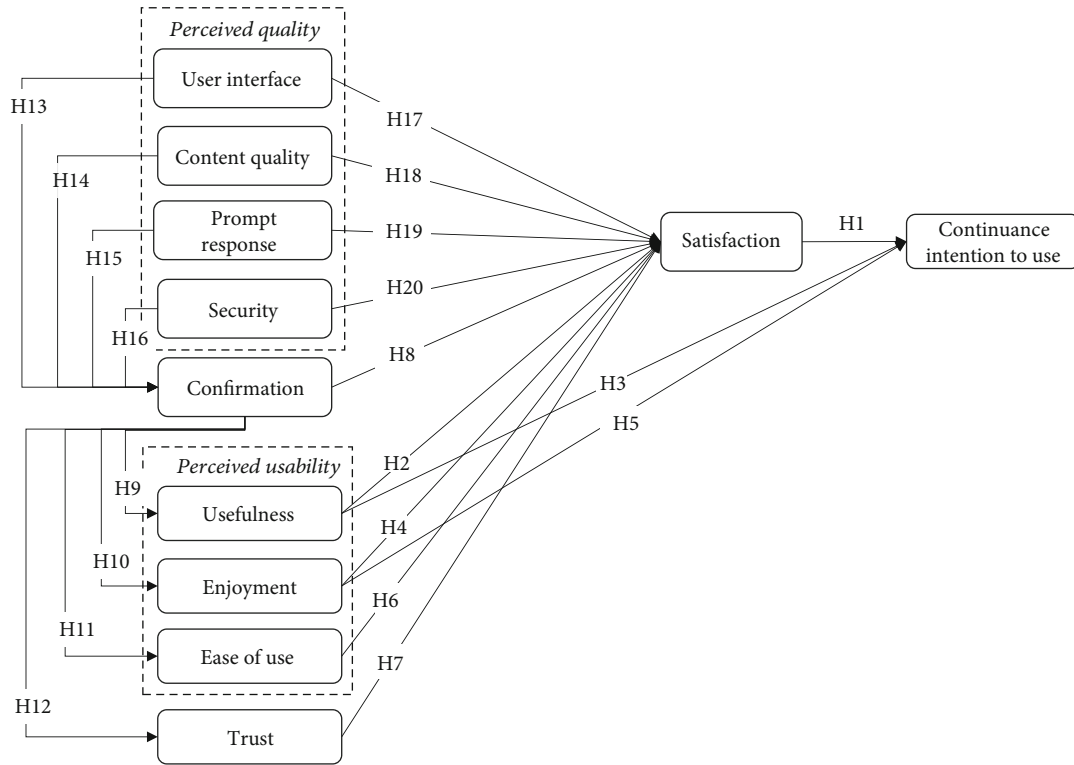 Perceived quality
User interface
H13
H17
Content quality
H14
H18
Prompt
response
H15
H19
Satisfaction
H1
Continuance
intention to use
Security
H16
H20
Confirmation
H8
H3
H5
Perceived usability
H9
H2
Usefulness
H10
H4
Enjoyment
H11
H6
Ease of use
H7
H12
Trust